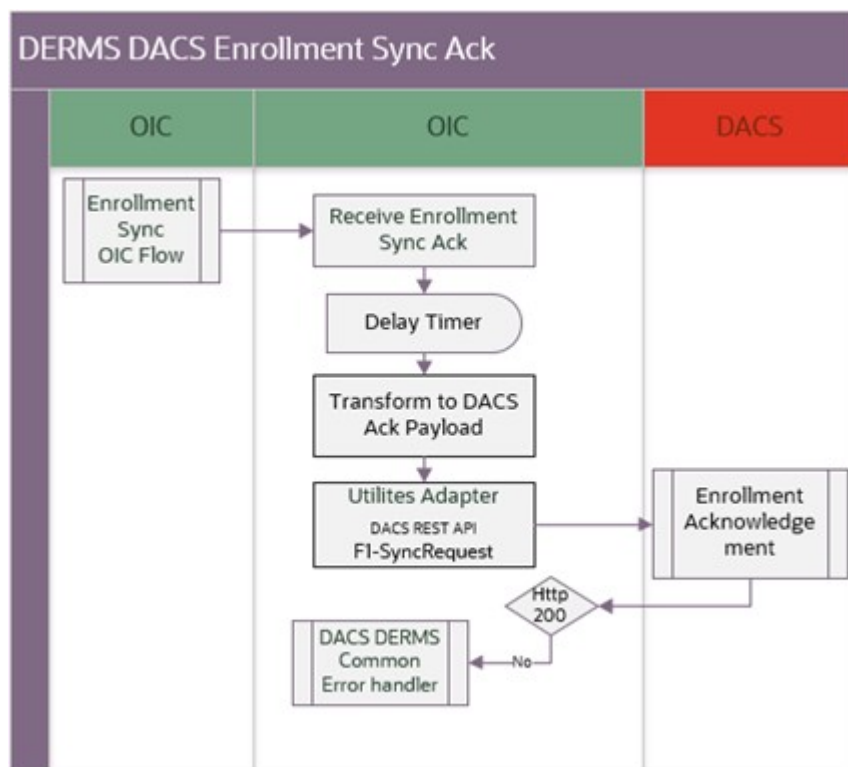 DERMS DACS Enrollment Sync Ack
OIC
OIC
DACS
Enrollment
Sync
OIC Flow
Receive Enrollment
Sync Ack
Delay Timer
Transform to DACS
Ack Payload
Utilites Adapter
DACS REST API
F1-SyncRequest
Enrollment
Acknowledge
ment
Http
200
No
DACS DERMS
Common
Error handler